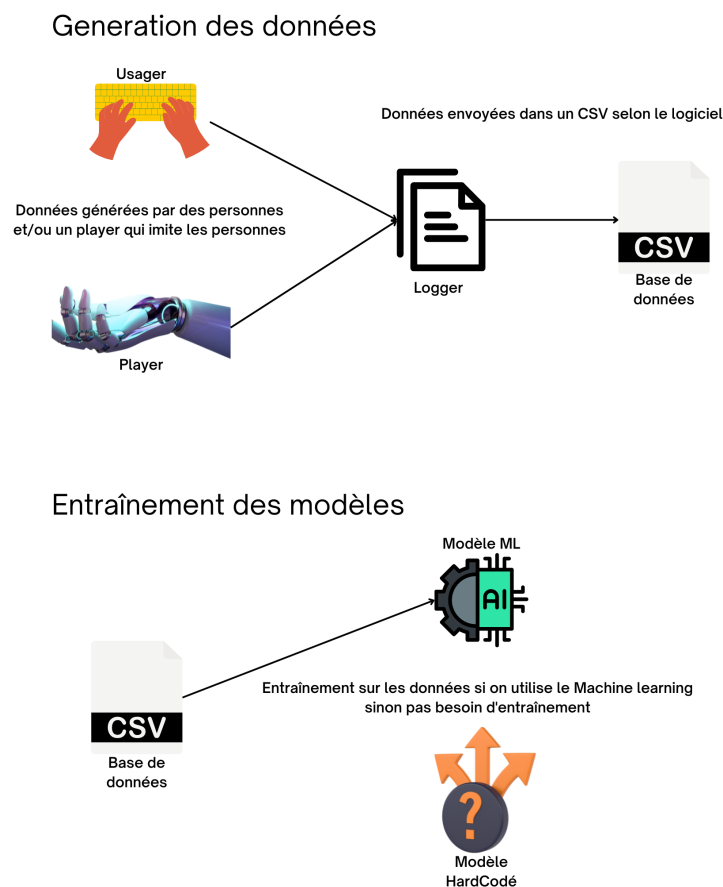 Generation des données
Usager
Données envoyées dans un CSV selon le logiciel
Données générées par des personnes
et/ou un player qui imite les personnes
CSV
Logger
Base de
données
Player
Entraînement des modèles
Modèle ML
AI
Entraînement sur les données si on utilise le Machine learning
sinon pas besoin d'entraînement
CSV
Base de
données
?
Modèle
HardCodé